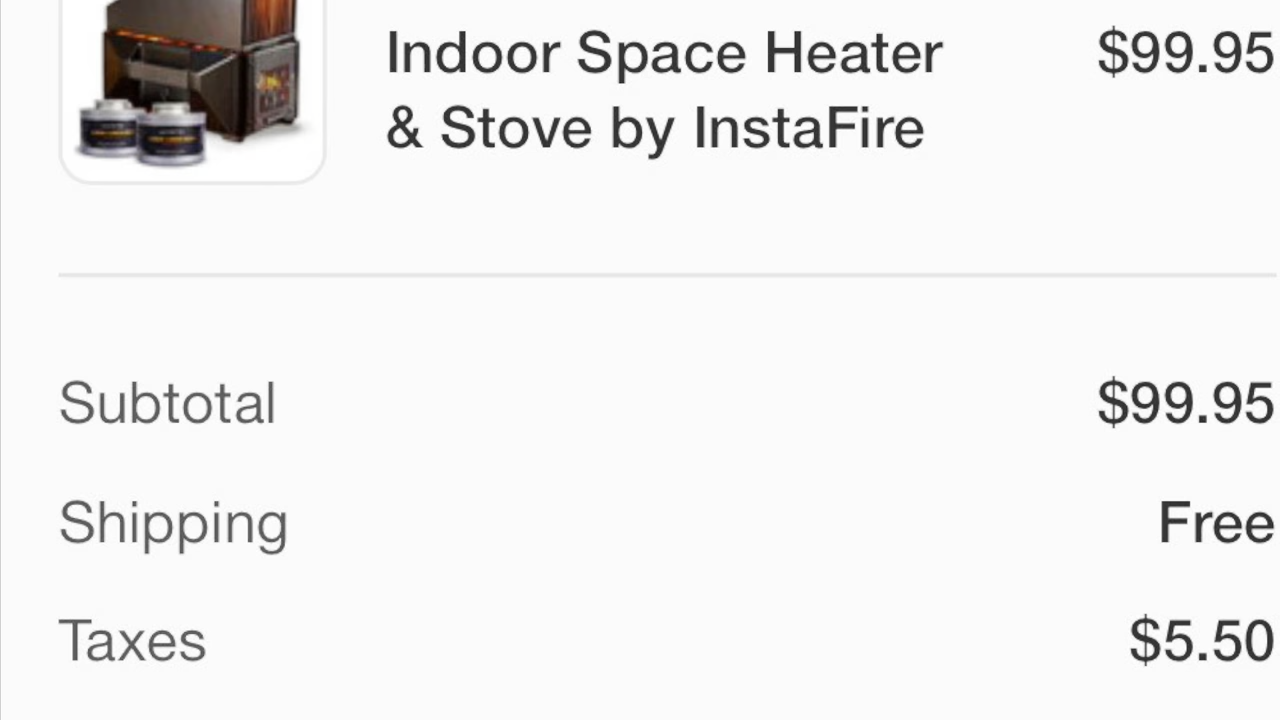 Indoor Space Heater $99.95
& Stove by InstaFire
Subtotal $99.95
Shipping Free
Taxes $5.50